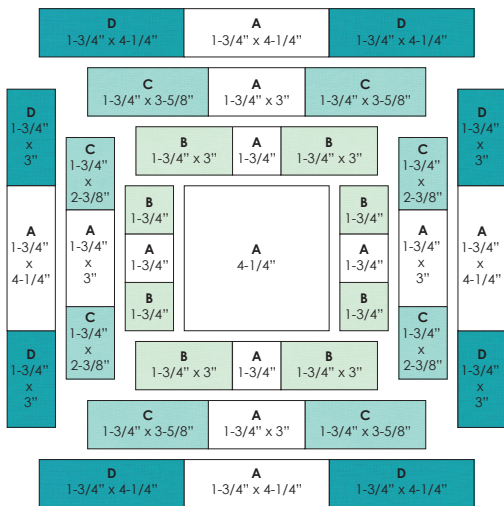 D A D
1-3/4” x 4-1/4” 1-3/4” x 4-1/4” 1-3/4” x 4-1/4”
C A C
1-3/4” x 3-5/8” 1-3/4” x 3” 1-3/4” x 3-5/8”
D
1-3/4”
x
3”
A
1-3/4”
x
4-1/4”
D
1-3/4”
x
3”
C
1-3/4”
x
2-3/8”
A
1-3/4”
x
3”
C
1-3/4”
x
2-3/8”
B A B
1-3/4” x 3” 1-3/4” 1-3/4” x 3”
B
1-3/4”
A
1-3/4”
B
1-3/4”
A
4-1/4”
B
1-3/4”
A
1-3/4”
B
1-3/4”
B A B
1-3/4” x 3” 1-3/4” 1-3/4” x 3”
C
1-3/4”
x
2-3/8”
A
1-3/4”
x
3”
C
1-3/4”
x
2-3/8”
D
1-3/4”
x
3”
A
1-3/4”
x
4-1/4”
D
1-3/4”
x
3”
C A C
1-3/4” x 3-5/8” 1-3/4” x 3” 1-3/4” x 3-5/8”
D A D
1-3/4” x 4-1/4” 1-3/4” x 4-1/4” 1-3/4” x 4-1/4”